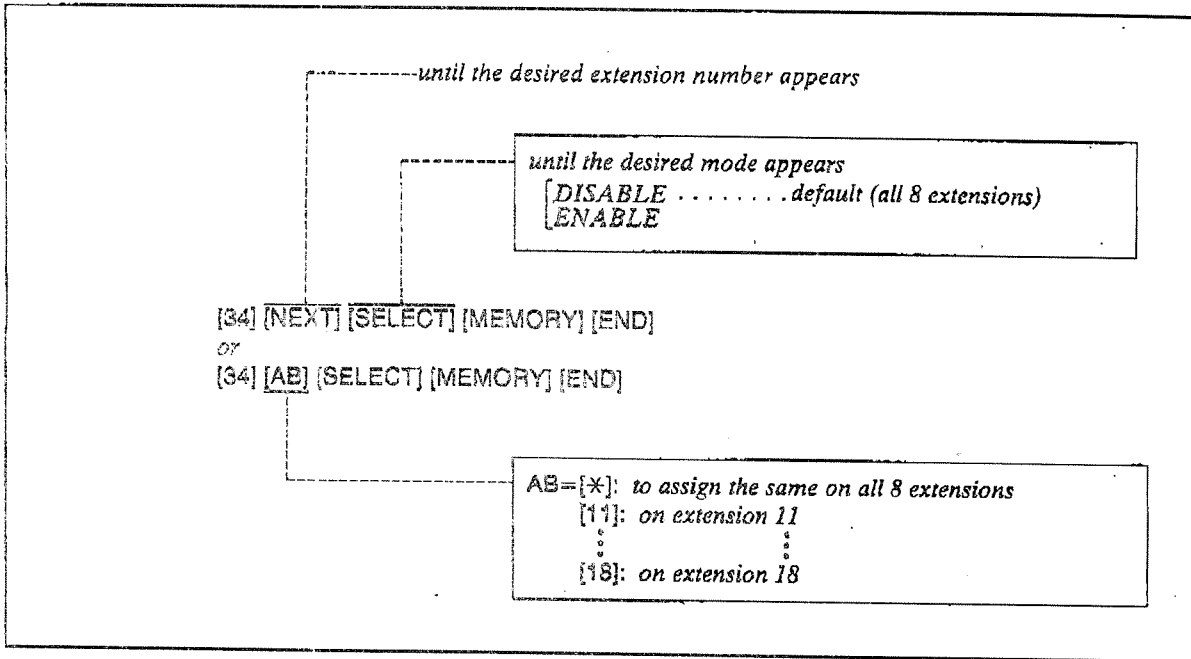 until the desired extension number appears
until the desired mode appears
DISABLE ........ default (all 8 extensions)
ENABLE
[34] [NEXT] [SELECT] [MEMORY] [END]
or
[34] [AB] [SELECT] [MEMORY] [END]
AB=[*]: to assign the same on all 8 extensions
[11]: on extension 11
[18]: on extension 18